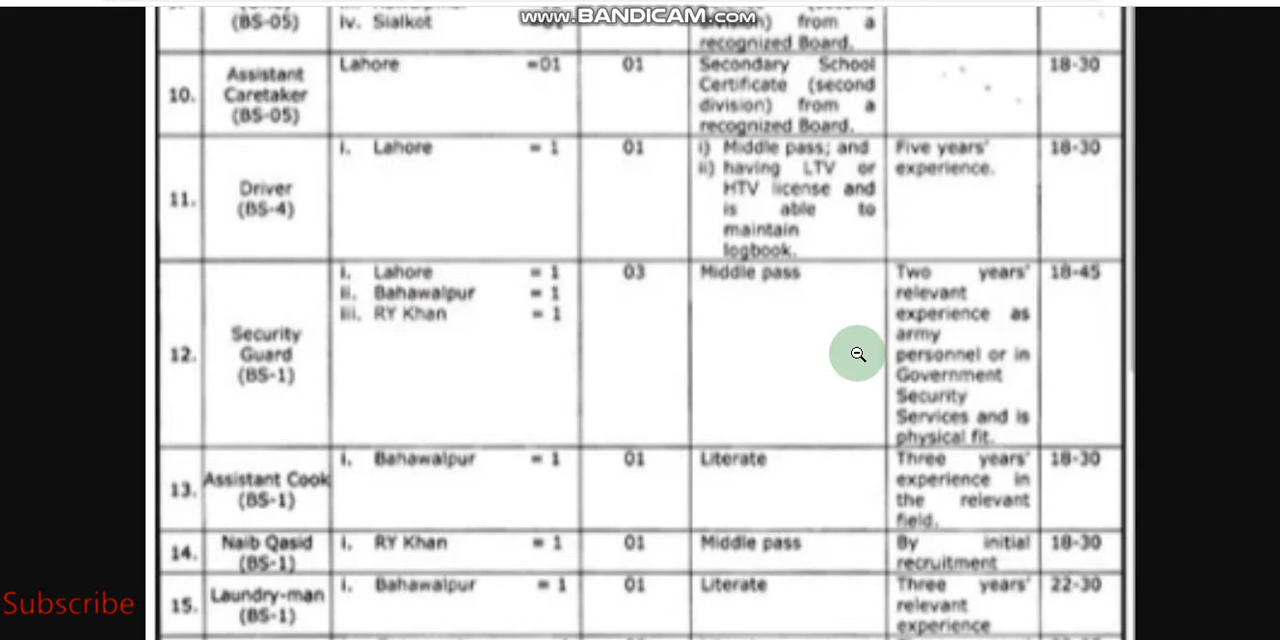 www.BANDICAM.com
(BS-05)
iv. Sialkot
division) from a
recognized Board.
10.
Assistant
Caretaker
(BS-05)
Lahore =01
01
Secondary School
Certificate (second
division) from a
recognized Board.
18-30
11.
Driver
(BS-4)
i. Lahore = 1
01
i) Middle pass; and
ii) having LTV or
HTV license and
is able to
maintain
logbook.
Five years'
experience.
18-30
12.
Security
Guard
(BS-1)
i. Lahore = 1
ii. Bahawalpur = 1
iii. RY Khan = 1
03
Middle pass
Two years'
relevant
experience as
army
personnel or in
Government
Security
Services and is
physical fit.
18-45
13.
Assistant Cook
(BS-1)
i. Bahawalpur = 1
01
Literate
Three years'
experience in
the relevant
field.
18-30
14.
Naib Qasid
(BS-1)
i. RY Khan = 1
01
Middle pass
By initial
recruitment
18-30
15.
Laundry-man
(BS-1)
i. Bahawalpur = 1
01
Literate
Three years'
relevant
experience
22-30
Subscribe